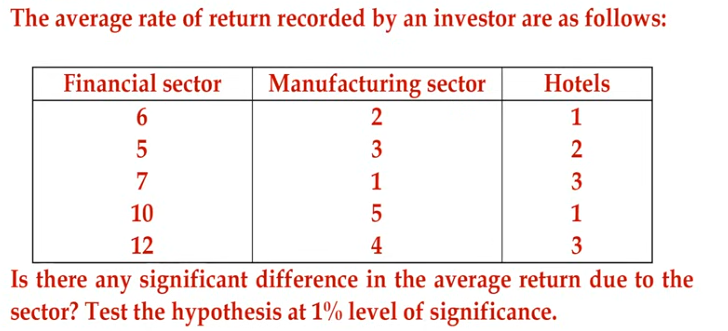 The average rate of return recorded by an investor are as follows:
Financial sector Manufacturing sector Hotels
6 2 1
5 3 2
7 1 3
10 5 1
12 4 3
Is there any significant difference in the average return due to the
sector? Test the hypothesis at 1% level of significance.